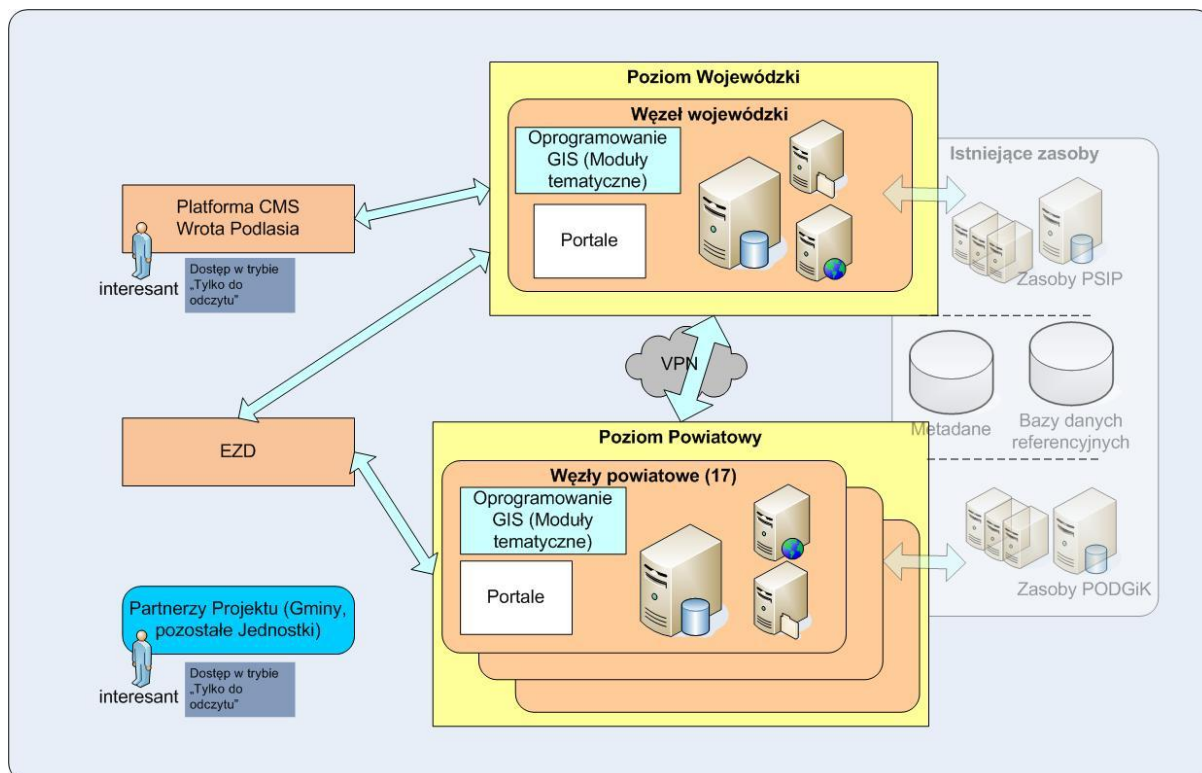 Poziom Wojewódzki
Węzeł wojewódzki
Oprogramowanie
GIS (Moduły
tematyczne)
Portale
Istniejące zasoby
Zasoby PSIP
Platforma CMS
Wrota Podlasia
interesant
Dostęp w trybie
„Tylko do
odczytu”
VPN
Metadane
Bazy danych
referencyjnych
EZD
Poziom Powiatowy
Węzły powiatowe (17)
Oprogramowanie
GIS (Moduły
tematyczne)
Portale
Zasoby PODGiK
Partnerzy Projektu (Gminy,
pozostałe Jednostki)
interesant
Dostęp w trybie
„Tylko do
odczytu”